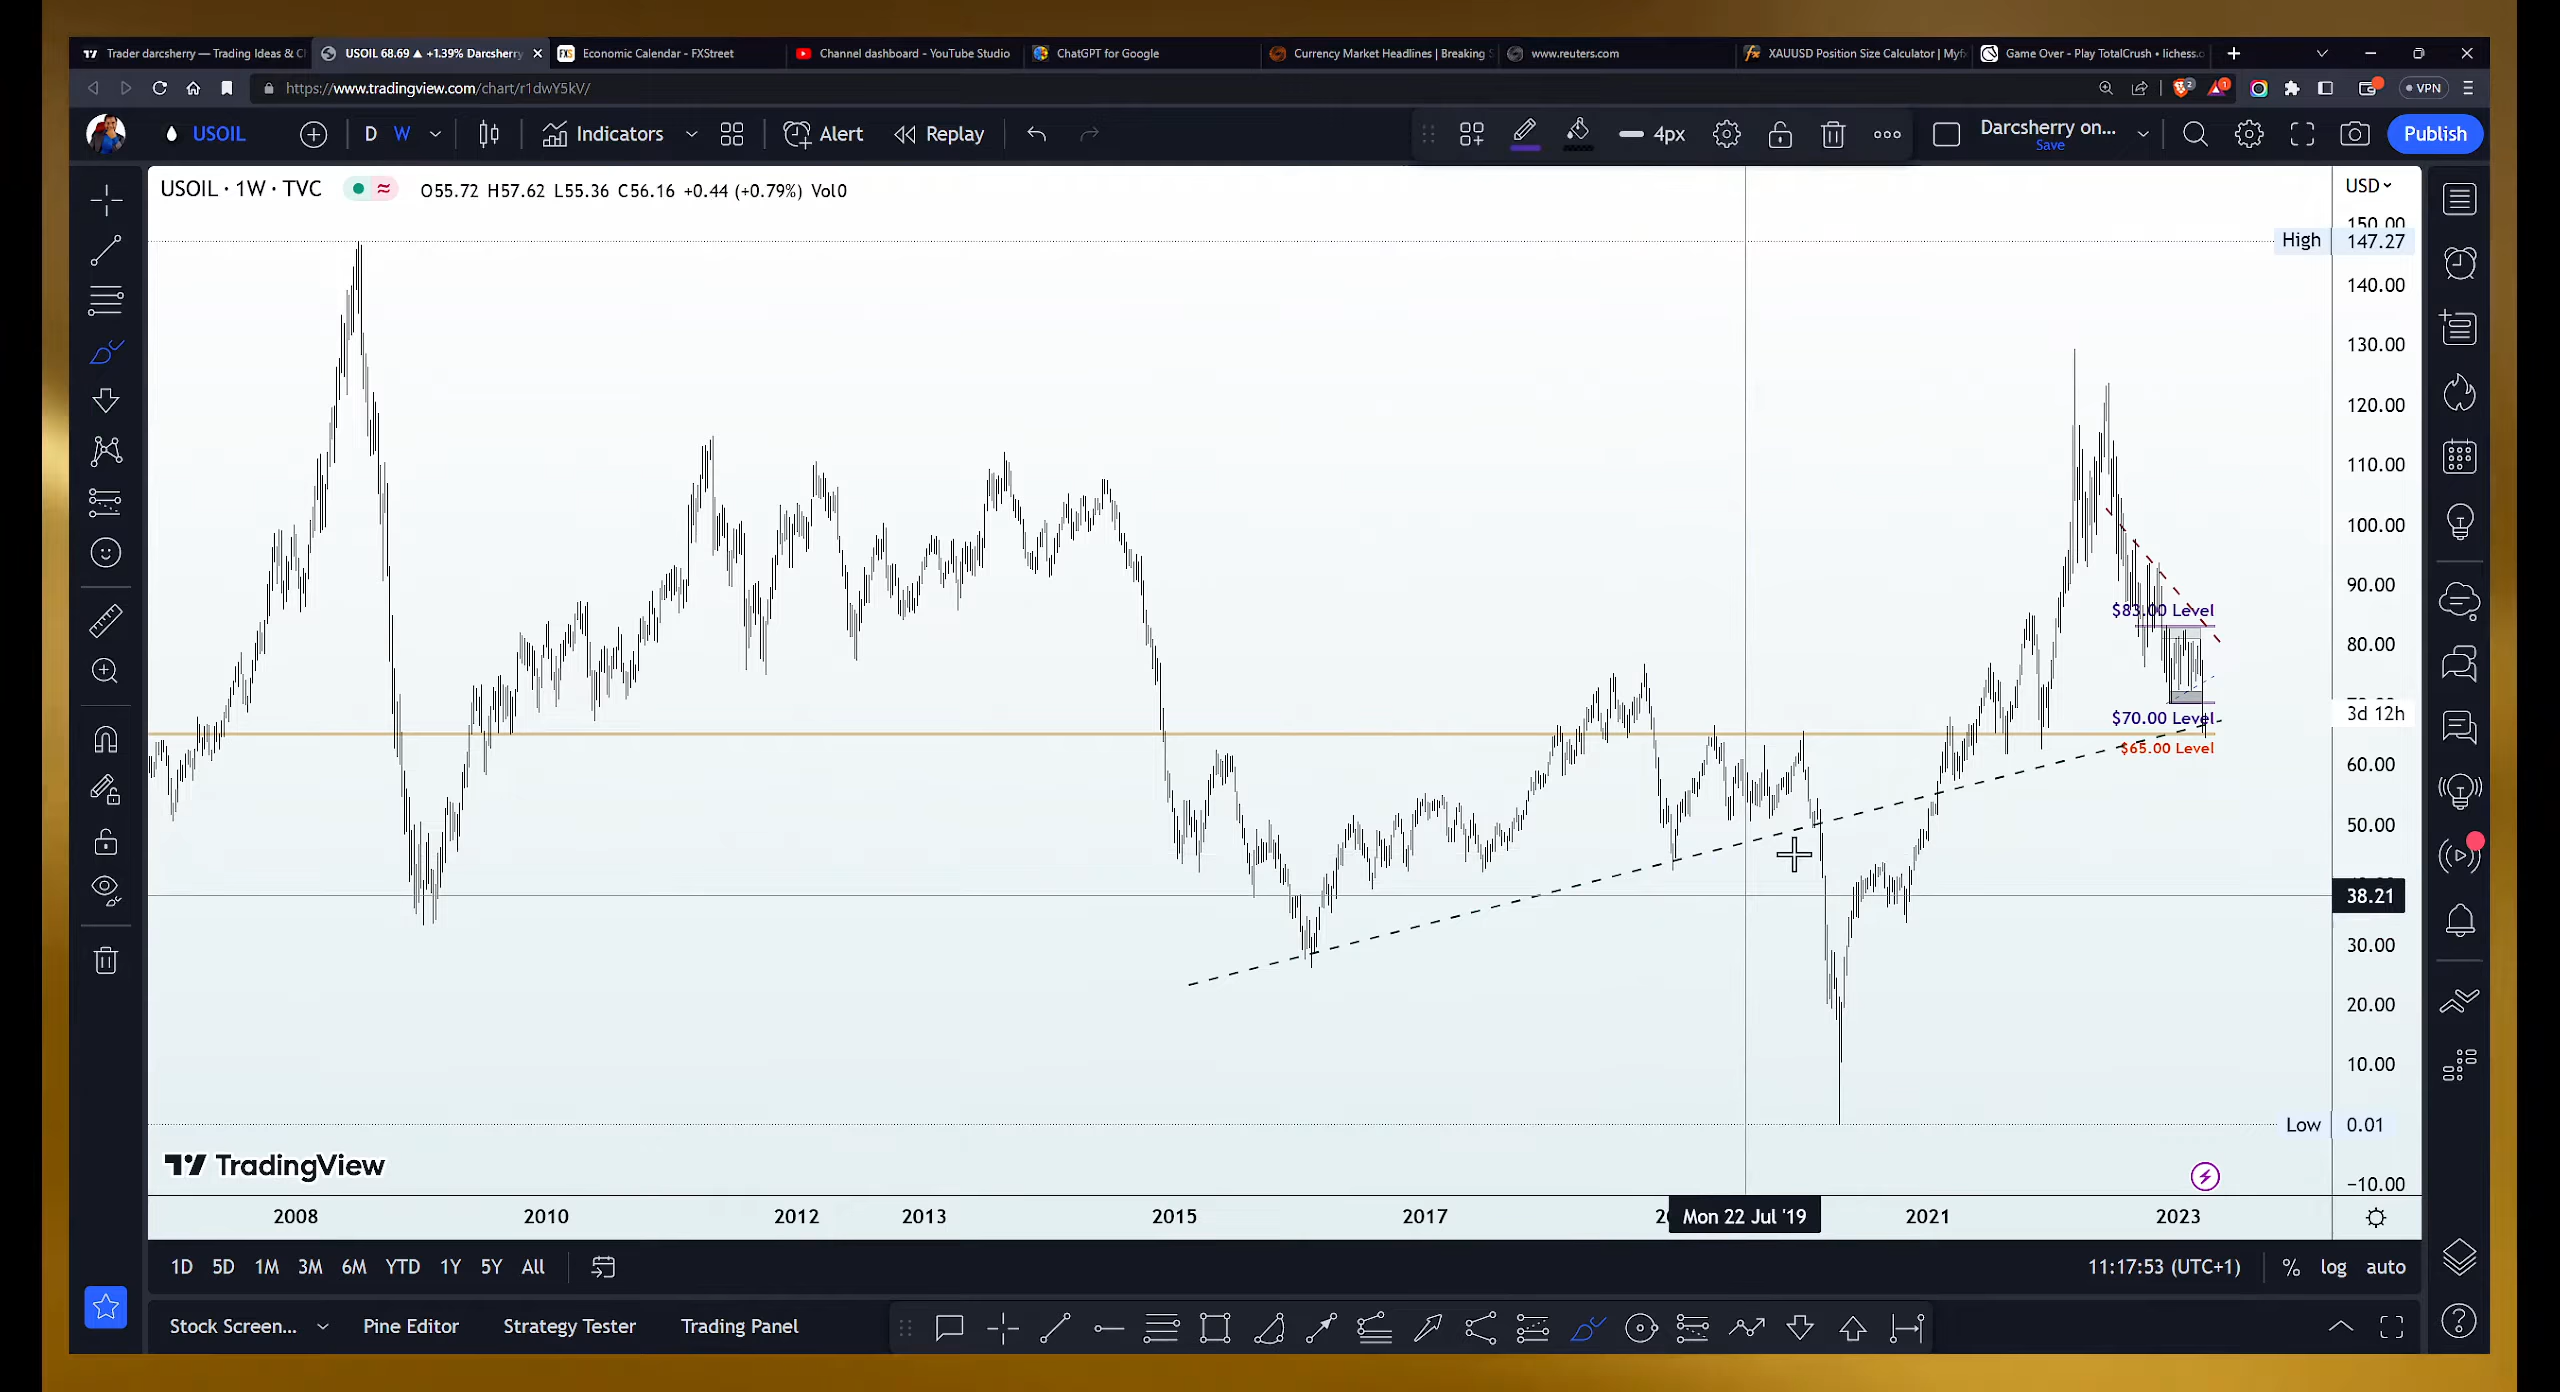 Trader darcsherry — Trading Ideas & C
USOIL 68.69 ▲ +1.39% Darcsherry
Economic Calendar - FXStreet
Channel dashboard - YouTube Studio
ChatGPT for Google
Currency Market Headlines | Breaking
www.reuters.com
XAUUSD Position Size Calculator | Myf
Game Over - Play TotalCrush • lichess.o
https://www.tradingview.com/chart/r1dwY5kV/
VPN
USOIL
D W
Indicators
Alert
Replay
4px
Darcsherry on...
Save
Publish
USOIL · 1W · TVC
O55.72 H57.62 L55.36 C56.16 +0.44 (+0.79%) Vol0
USD
150.00
High 147.27
140.00
130.00
120.00
110.00
100.00
90.00
$83.00 Level
80.00
3d 12h
$70.00 Level
$65.00 Level
60.00
50.00
38.21
30.00
20.00
10.00
Low 0.01
−10.00
TradingView
2008 2010 2012 2013 2015 2017 Mon 22 Jul '19 2021 2023
1D 5D 1M 3M 6M YTD 1Y 5Y All
11:17:53 (UTC+1) % log auto
Stock Screen...
Pine Editor
Strategy Tester
Trading Panel